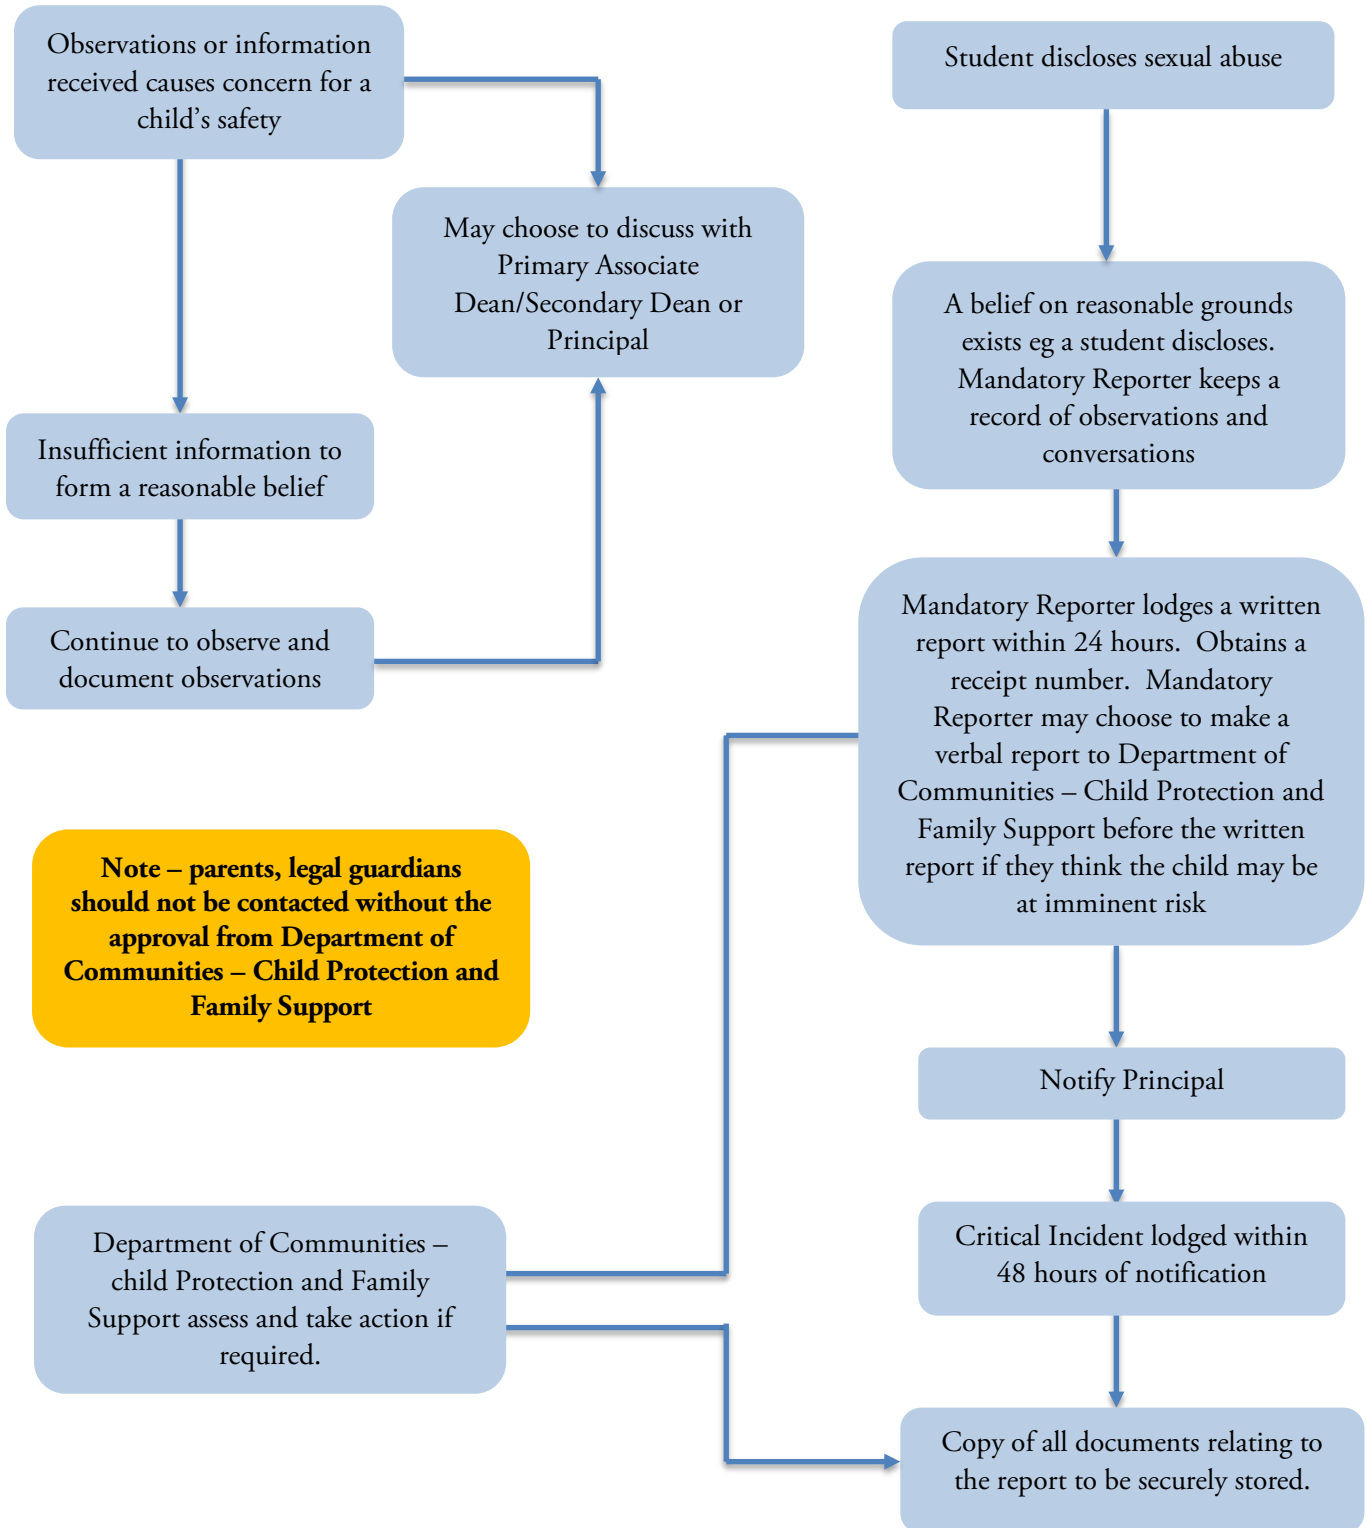 Observations or information
received causes concern for a
child’s safety
Student discloses sexual abuse
May choose to discuss with
Primary Associate
Dean/Secondary Dean or
Principal
A belief on reasonable grounds
exists eg a student discloses.
Mandatory Reporter keeps a
record of observations and
conversations
Insufficient information to
form a reasonable belief
Continue to observe and
document observations
Mandatory Reporter lodges a written
report within 24 hours.  Obtains a
receipt number.  Mandatory
Reporter may choose to make a
verbal report to Department of
Communities – Child Protection and
Family Support before the written
report if they think the child may be
at imminent risk
Note – parents, legal guardians
should not be contacted without the
approval from Department of
Communities – Child Protection and
Family Support
Notify Principal
Department of Communities –
child Protection and Family
Support assess and take action if
required.
Critical Incident lodged within
48 hours of notification
Copy of all documents relating to
the report to be securely stored.